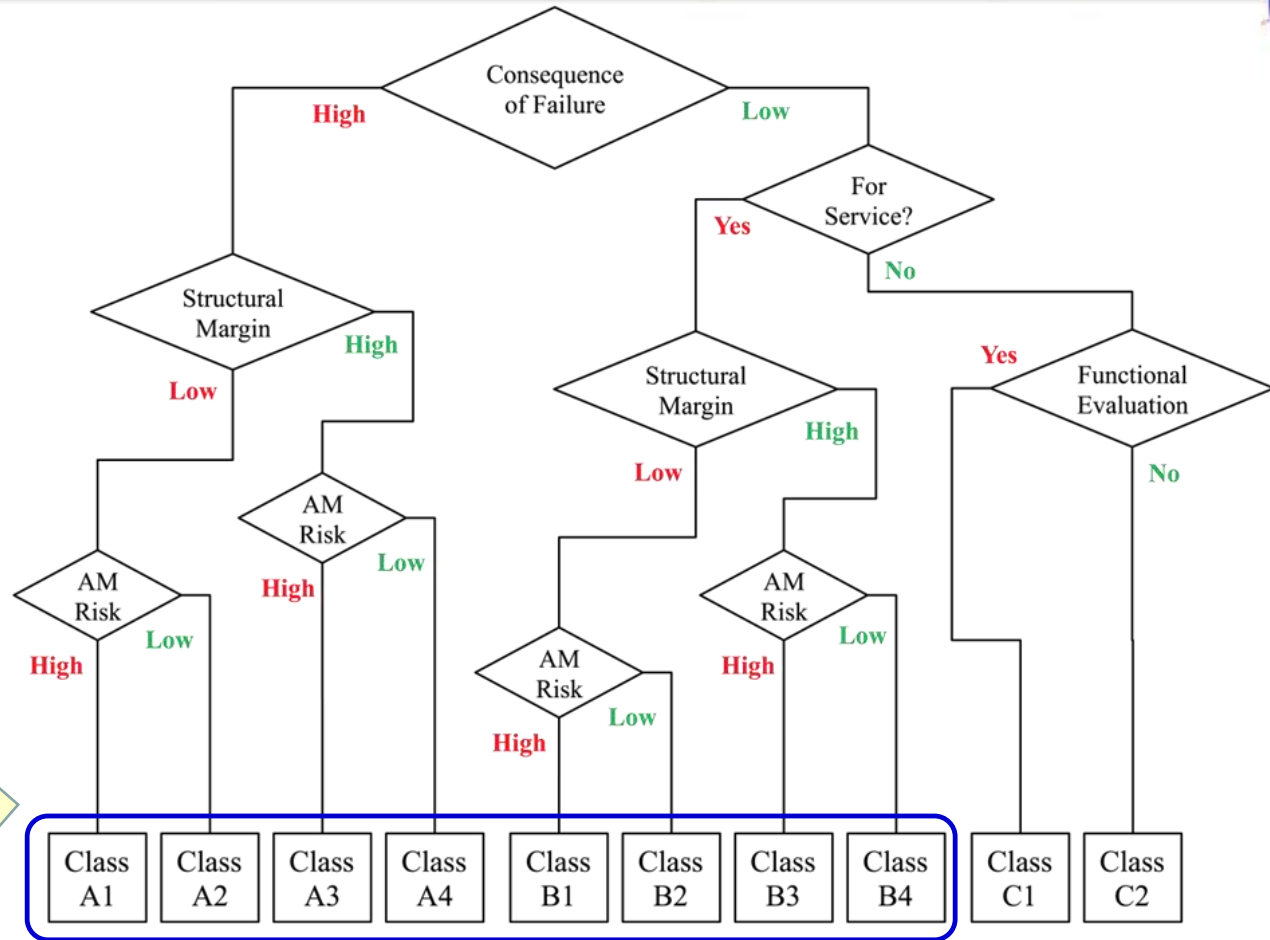 Consequence
of Failure
High
Low
For
Service?
Yes
No
Structural
Margin
High
Low
Structural
Margin
High
Low
Yes
Functional
Evaluation
No
AM
Risk
Low
High
AM
Risk
Low
High
AM
Risk
Low
High
AM
Risk
Low
High
Class
A1
Class
A2
Class
A3
Class
A4
Class
B1
Class
B2
Class
B3
Class
B4
Class
C1
Class
C2